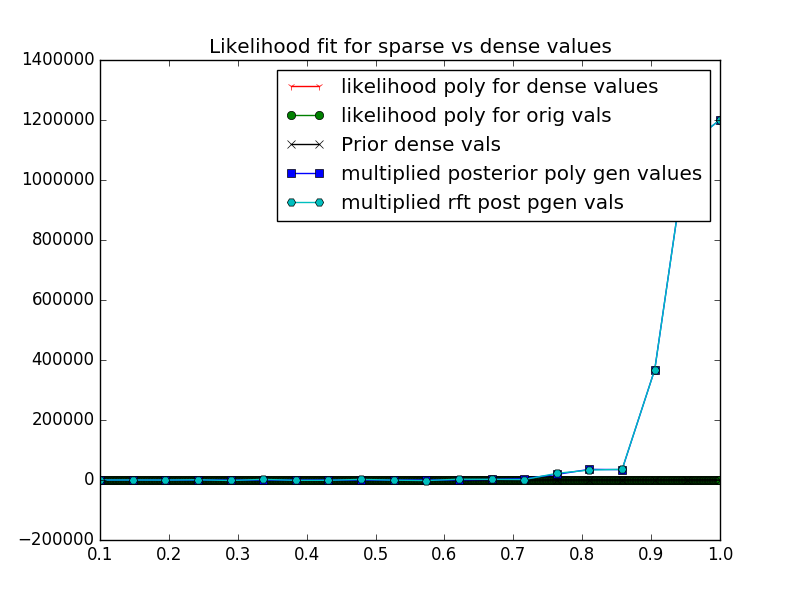 Likelihood fit for sparse vs dense values
1400000
1200000
1000000
800000
600000
400000
200000
0
−200000
likelihood poly for dense values
likelihood poly for orig vals
Prior dense vals
multiplied posterior poly gen values
multiplied rft post pgen vals
0.1 0.2 0.3 0.4 0.5 0.6 0.7 0.8 0.9 1.0